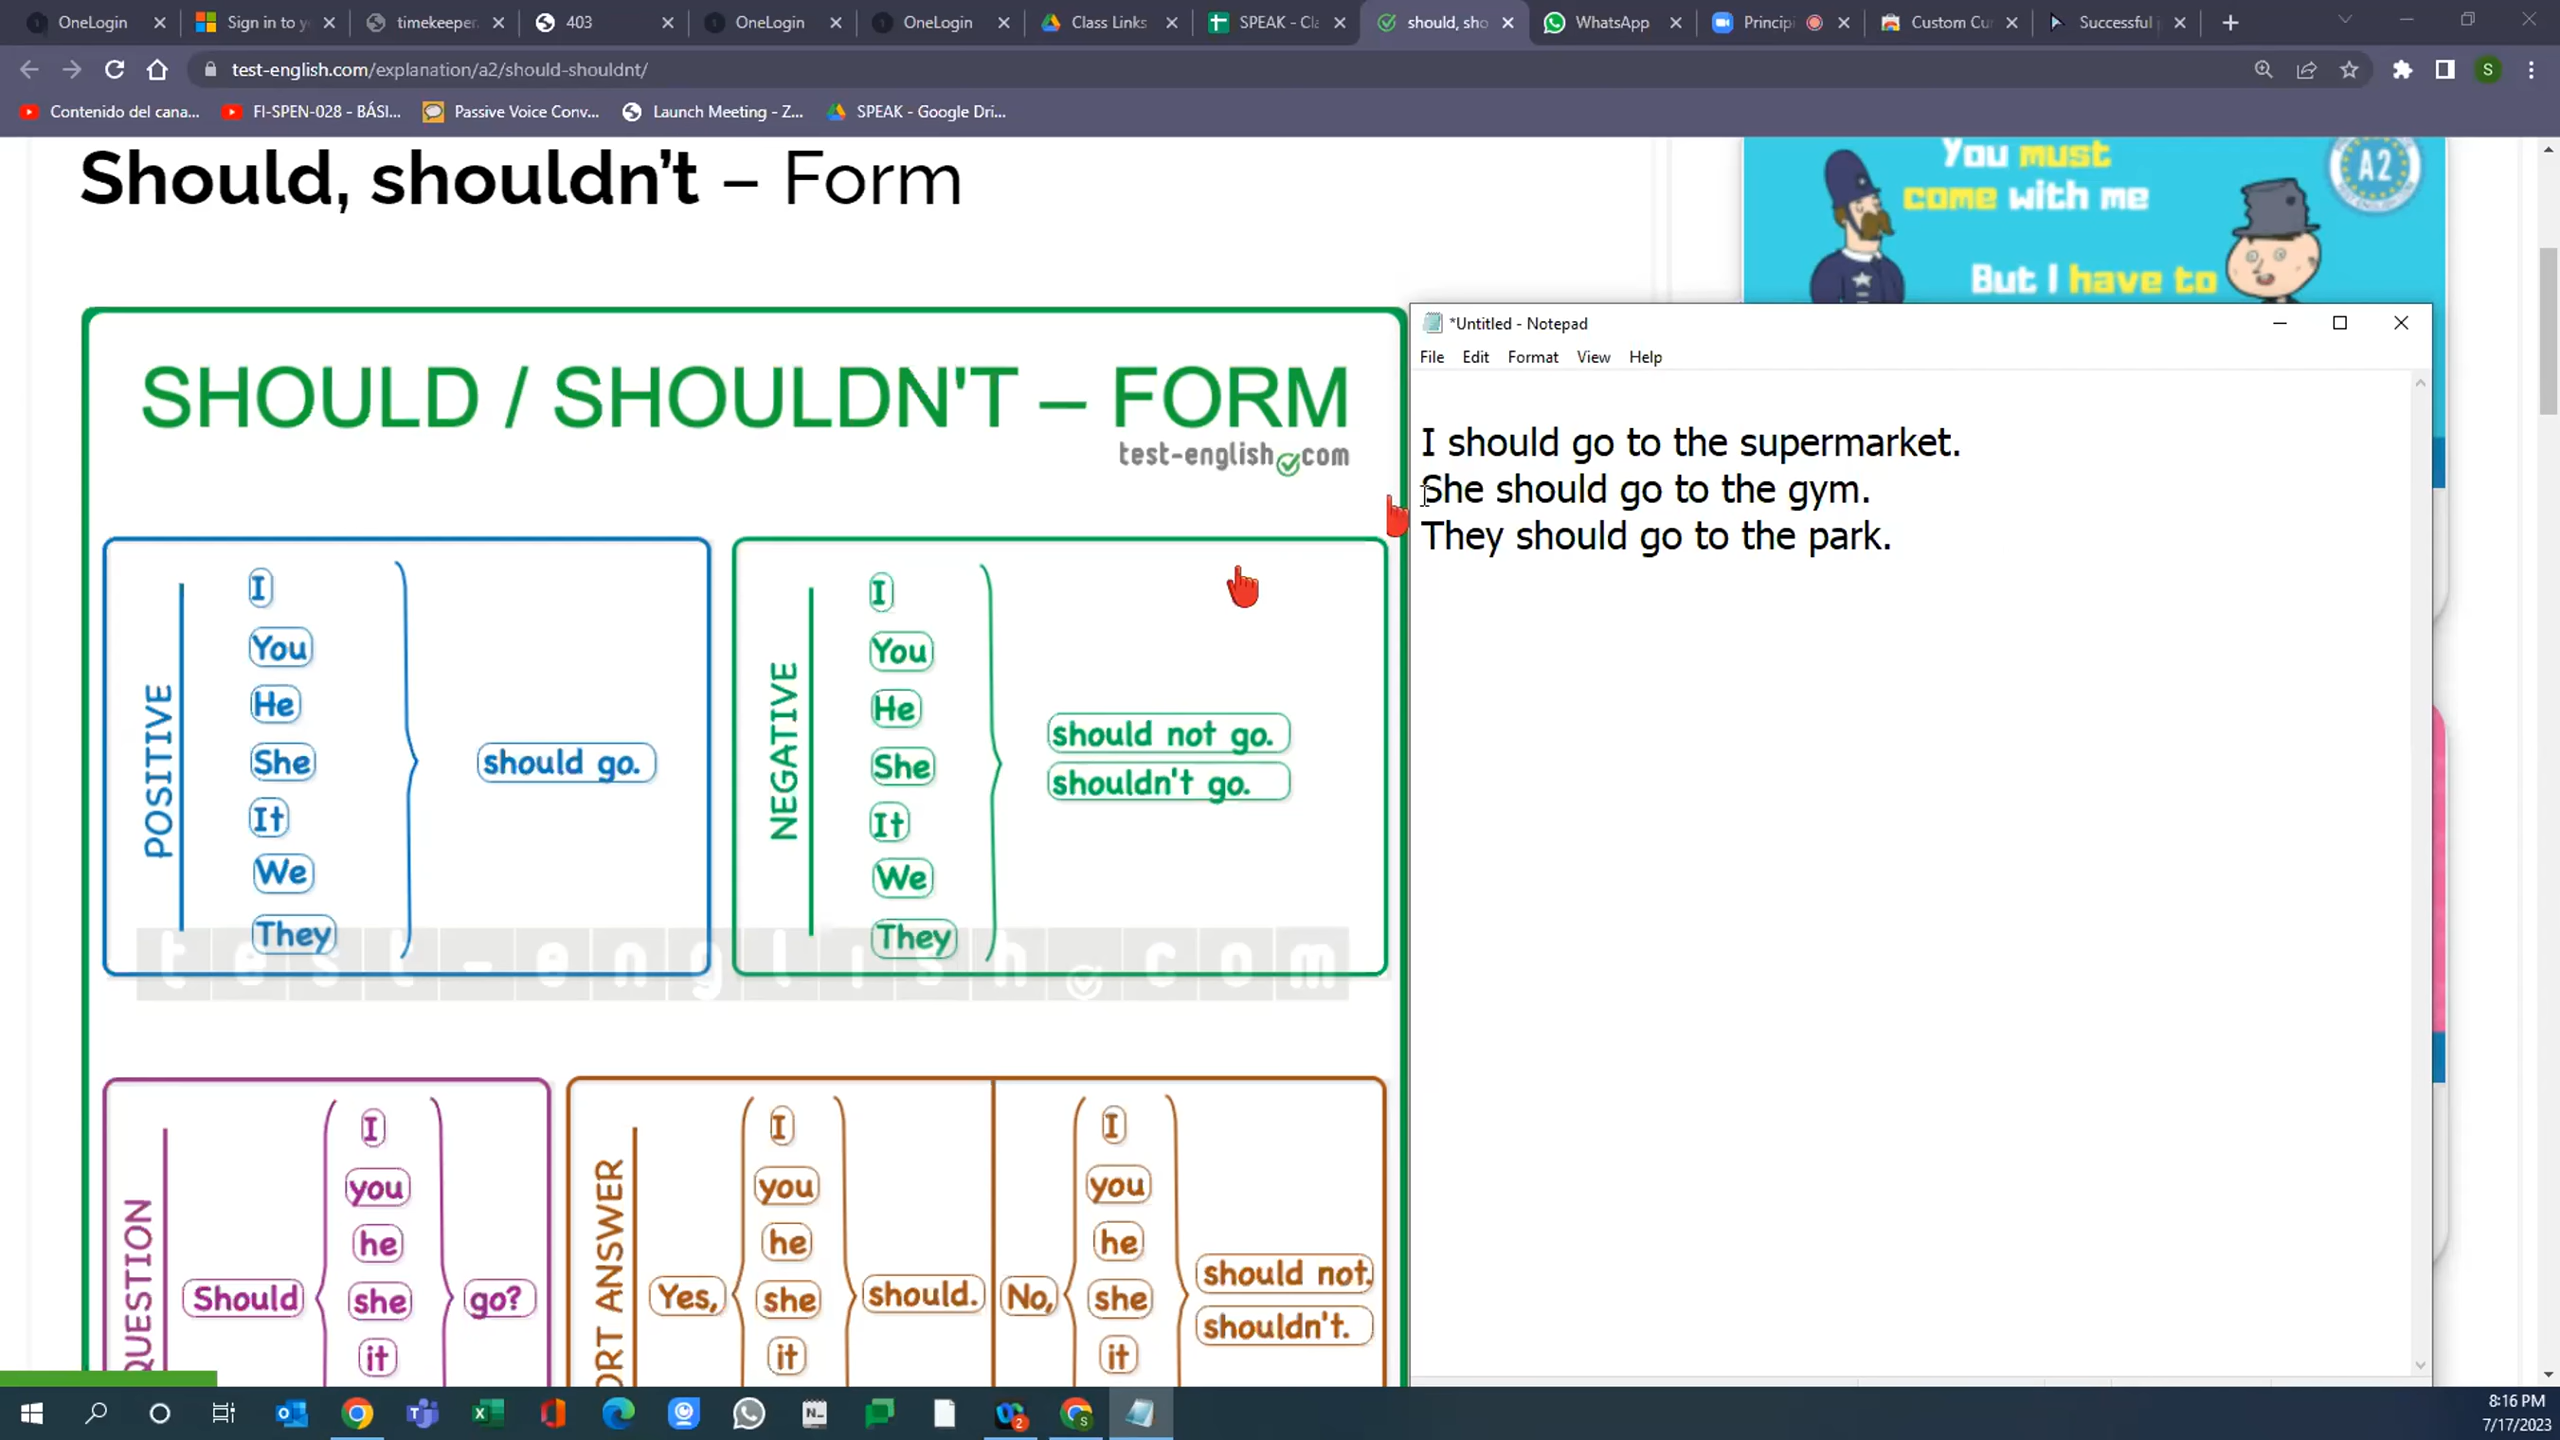 OneLogin
Sign in to y
timekeeper
403
OneLogin
OneLogin
Class Links
SPEAK - Cla
should, sho
WhatsApp
Principi
Custom Cu
Successful
test-english.com/explanation/a2/should-shouldnt/
S
Contenido del cana...
FI-SPEN-028 - BÁSI...
Passive Voice Conv...
Launch Meeting - Z...
SPEAK - Google Dri...
Should, shouldn't – Form
You must
come with me
But I have to
A2
SHOULD / SHOULDN'T – FORM
test-english com
POSITIVE
I
You
He
She
It
We
They
should go.
NEGATIVE
I
You
He
She
It
We
They
should not go.
shouldn't go.
test-english com
QUESTION
Should
I
you
he
she
it
go?
ORT ANSWER
Yes,
I
you
he
she
it
should.
No,
I
you
he
she
it
should not.
shouldn't.
*Untitled - Notepad
File Edit Format View Help
I should go to the supermarket.
She should go to the gym.
They should go to the park.
8:16 PM
7/17/2023